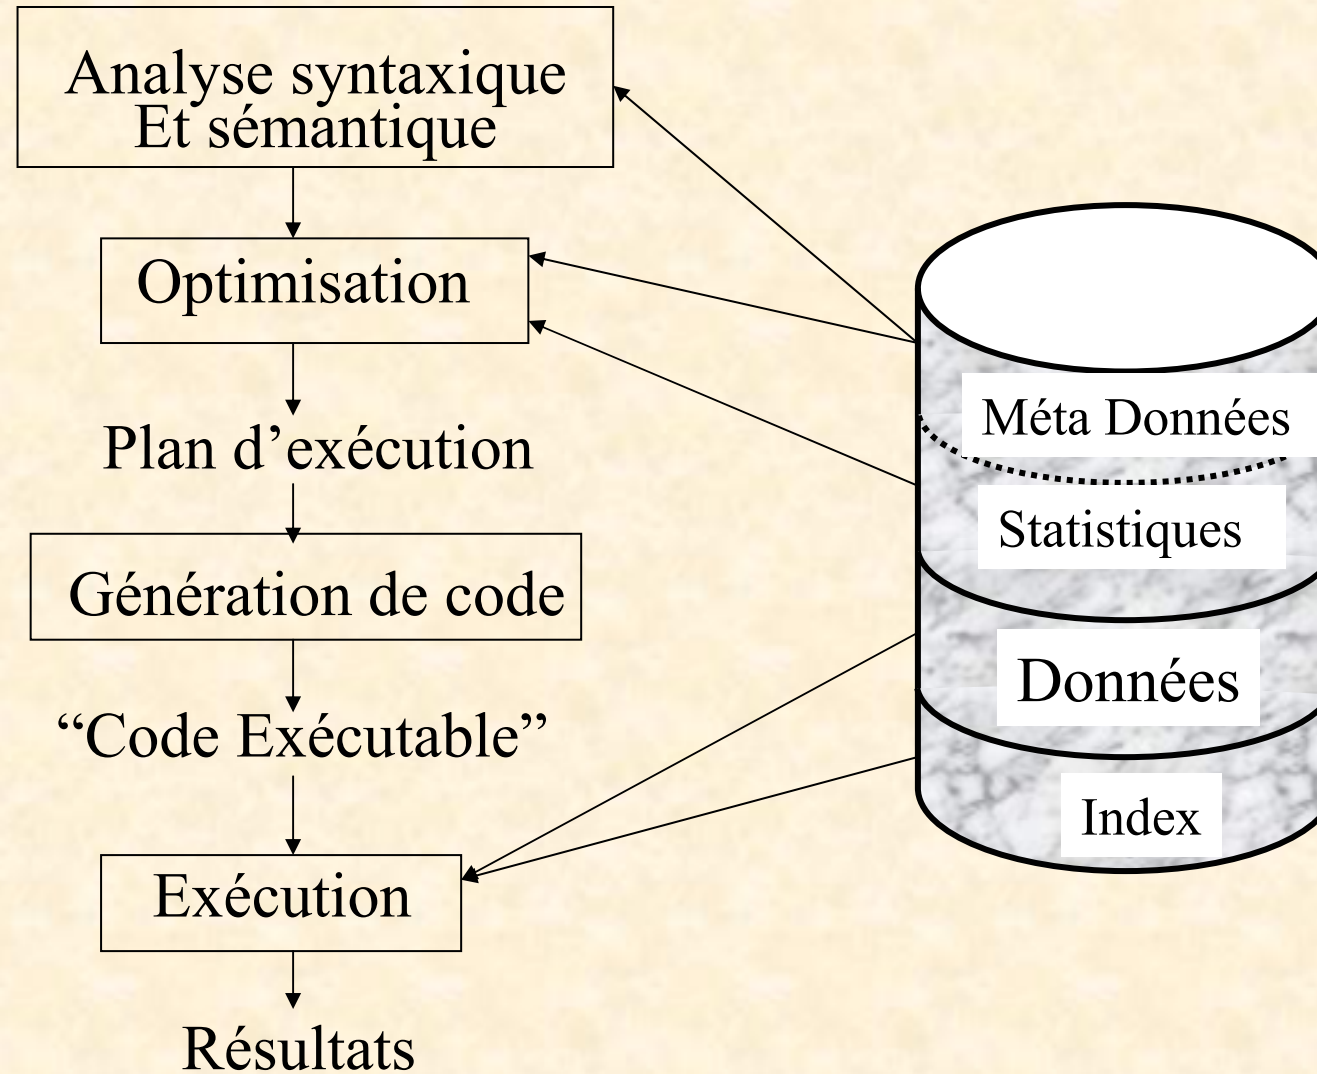 Analyse syntaxique
Et sémantique
Optimisation
Plan d’exécution
Génération de code
“Code Exécutable”
Exécution
Résultats
Méta Données
Statistiques
Données
Index